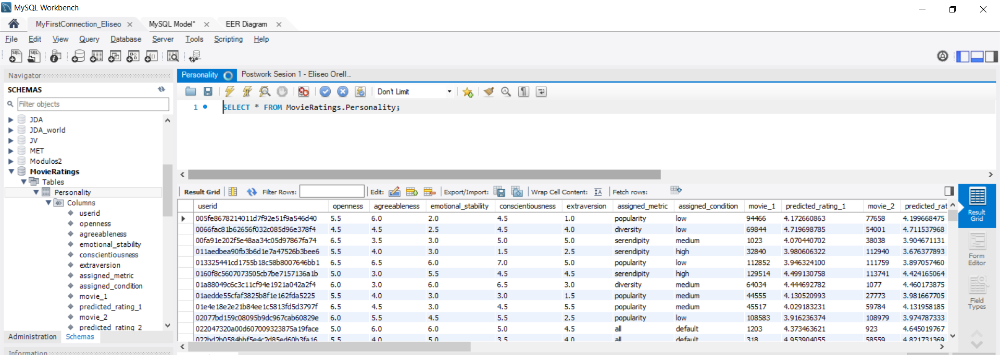 MySQL Workbench
MyFirstConnection_Eliseo MySQL Model* EER Diagram
File Edit View Query Database Server Tools Scripting Help
Navigator
SCHEMAS
Filter objects
JDA
JDA_world
JV
MET
Modulos2
MovieRatings
Tables
Personality
Columns
userid
openness
agreeableness
emotional_stability
conscientiousness
extraversion
assigned_metric
assigned_condition
movie_1
predicted_rating_1
movie_2
predicted_rating_2
Administration Schemas
Information
Personality Postwork Sesion 1 - Eliseo Orell...
Don't Limit
1 SELECT * FROM MovieRatings.Personality;
Result Grid Filter Rows: Edit: Export/Import: Wrap Cell Content: Fetch rows:
userid openness agreeableness emotional_stability conscientiousness extraversion assigned_metric assigned_condition movie_1 predicted_rating_1 movie_2 predicted_rat
005fe8678214011d7f92e51f9a546d40 5.5 6.0 2.0 4.5 1.0 popularity low 94466 4.172660863 77658 4.199668475
0066fac81b62656f032c085d96e378f4 4.5 4.5 2.5 4.5 4.0 diversity low 69844 4.719698785 54001 4.711537968
00fa91e202f5e48aa34c05d97867fa74 6.5 3.5 3.0 5.0 5.0 serendipity medium 1023 4.070440702 38038 3.904671131
011aedbea90fb3b6d1e7a47526b3bee6 5.5 4.0 3.0 1.5 2.5 serendipity high 32840 3.980606322 112940 3.676377893
013325441cd1755b18c58b8007646bb1 6.5 6.5 6.0 7.0 5.0 popularity low 112852 3.946324100 111759 3.897057460
0160f8c5607073505cb7be7157136a1b 5.0 3.0 5.5 4.5 4.5 serendipity high 129514 4.499130758 113741 4.424165064
01a88049c6c3c11cf94e1921a042a2f4 6.0 3.0 6.0 6.5 3.0 diversity medium 64034 4.444692782 1077 4.460173875
01aedde55cfaf3825b8f1e162fda5225 5.5 4.0 3.0 3.0 1.5 popularity medium 44555 4.130520993 27773 3.981667705
01e4e18e2e21b84ee1c5813fd5d3797f 6.5 4.5 3.0 4.5 5.5 popularity medium 45517 4.029183231 59784 4.131958185
02077bd159c08095b9dc967cab60829e 6.0 5.5 4.5 5.5 2.5 popularity low 108583 3.916236374 108979 3.974787333
022047320a00d607009323875a19face 5.0 6.0 6.0 5.0 4.5 all default 1203 4.373463621 923 4.645019767
022bd2b0584bbf5e4c2d85ed60b3fa16 5.5 4.0 5.0 3.5 4.0 all default 318 4.953904055 58559 4.821731369
Result
Grid
Form
Editor
Field
Types